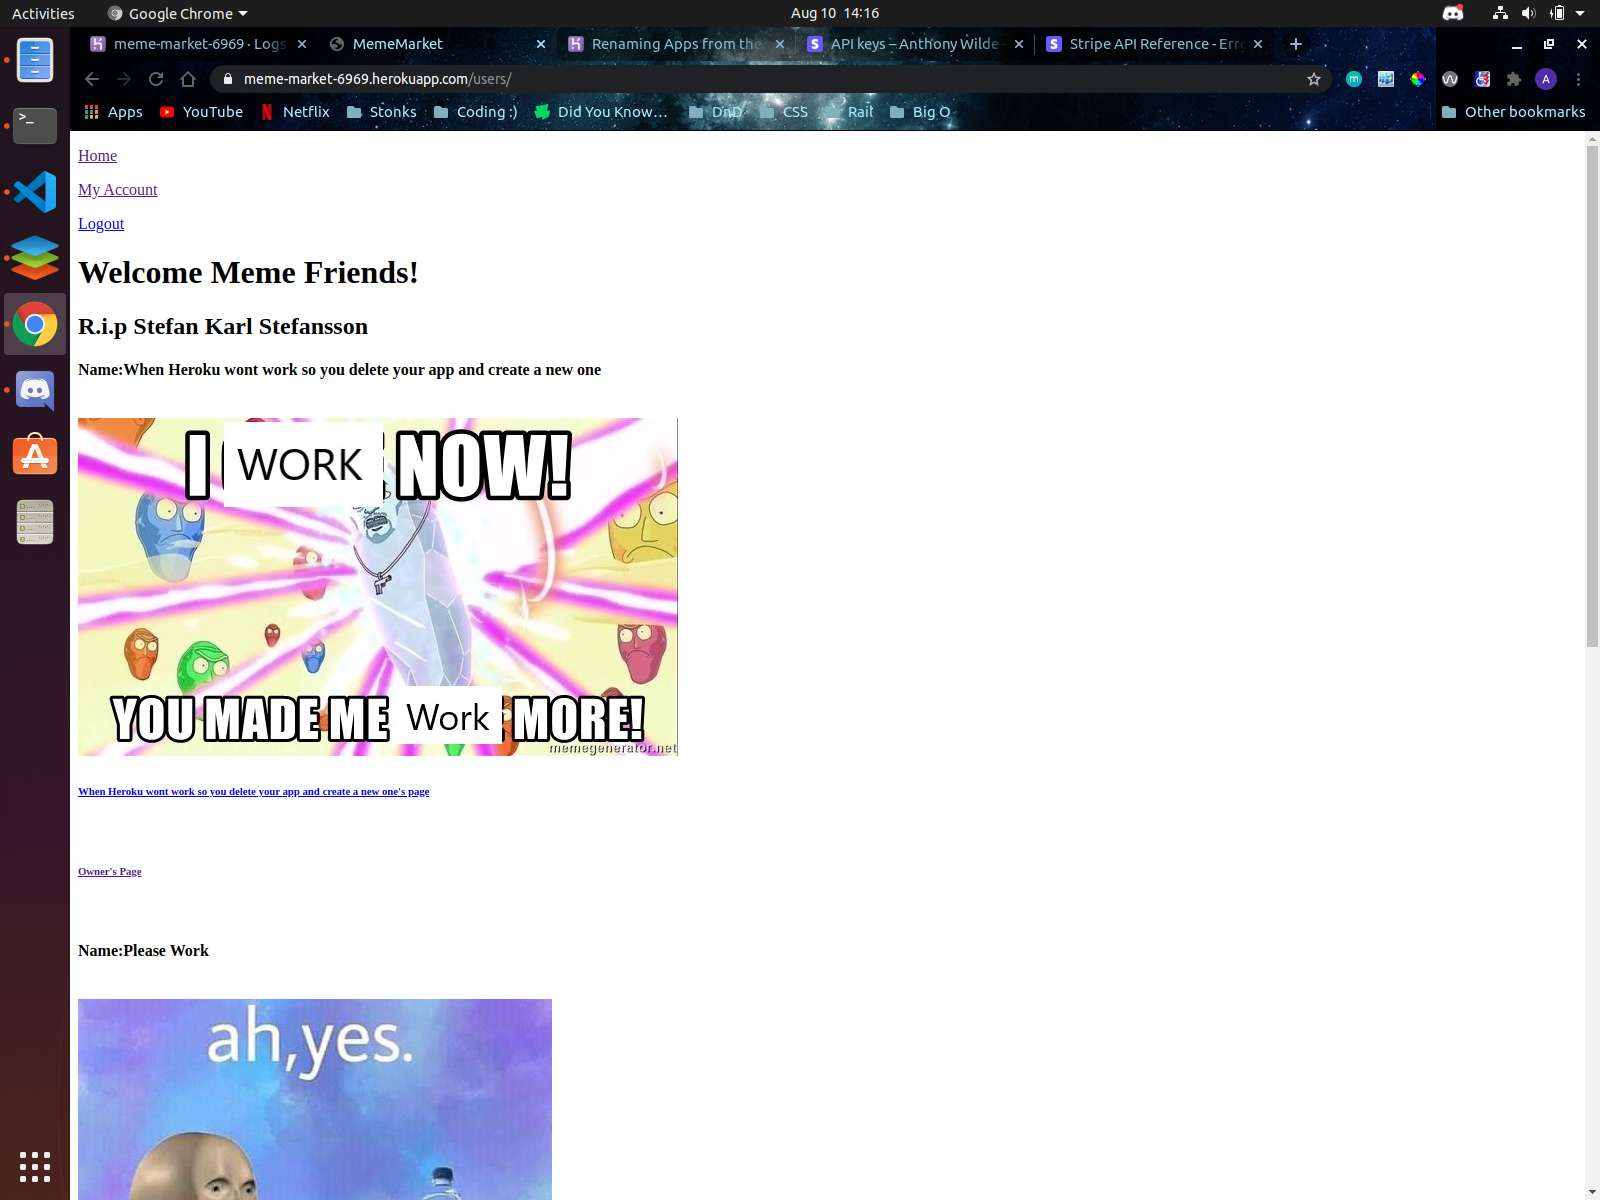 Activities
Google Chrome
Aug 10 14:16
meme-market-6969 · Logs
MemeMarket
Renaming Apps from the
API keys – Anthony Wilde
Stripe API Reference - Err
meme-market-6969.herokuapp.com/users/
Apps
YouTube
Netflix
Stonks
Coding :)
Did You Know…
DnD
CSS
Rail
Big O
Other bookmarks
Home
My Account
Logout
Welcome Meme Friends!
R.i.p Stefan Karl Stefansson
Name:When Heroku wont work so you delete your app and create a new one
I WORK NOW!
YOU MADE ME Work MORE!
memegenerator.net
When Heroku wont work so you delete your app and create a new one's page
Owner's Page
Name:Please Work
ah,yes.